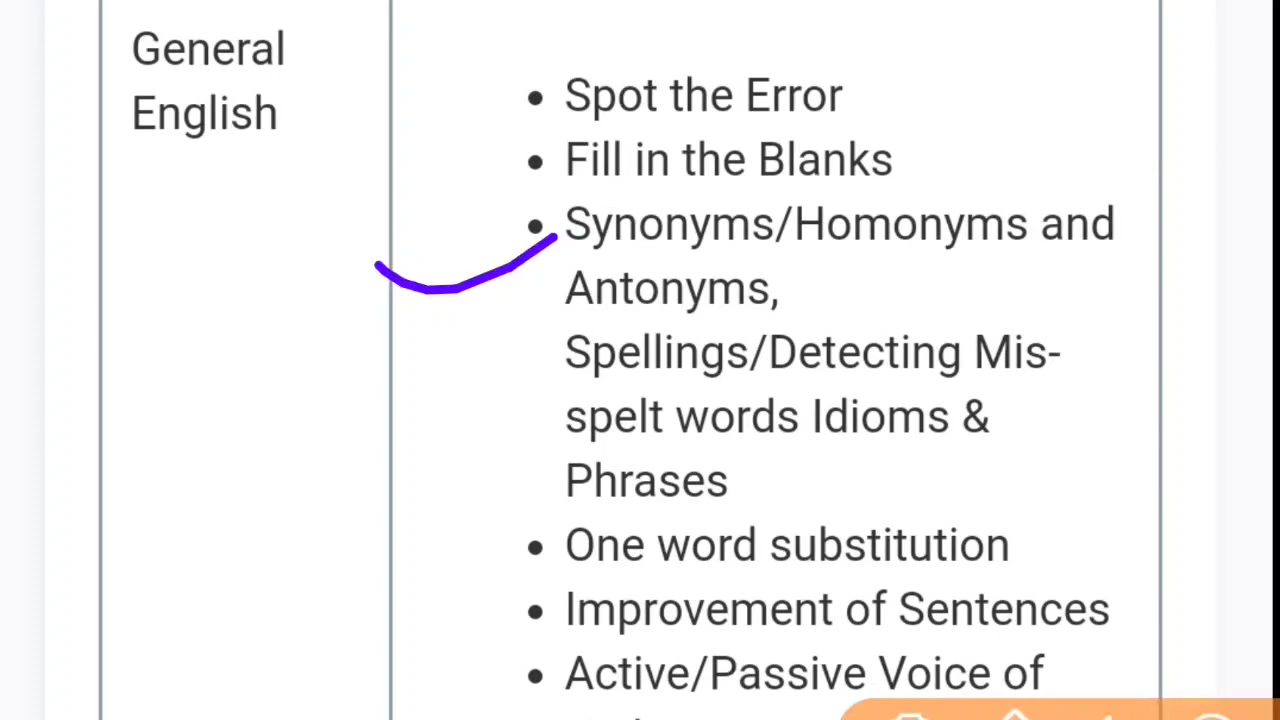 General
English
• Spot the Error
• Fill in the Blanks
• Synonyms/Homonyms and
Antonyms,
Spellings/Detecting Mis-
spelt words Idioms &
Phrases
• One word substitution
• Improvement of Sentences
• Active/Passive Voice of